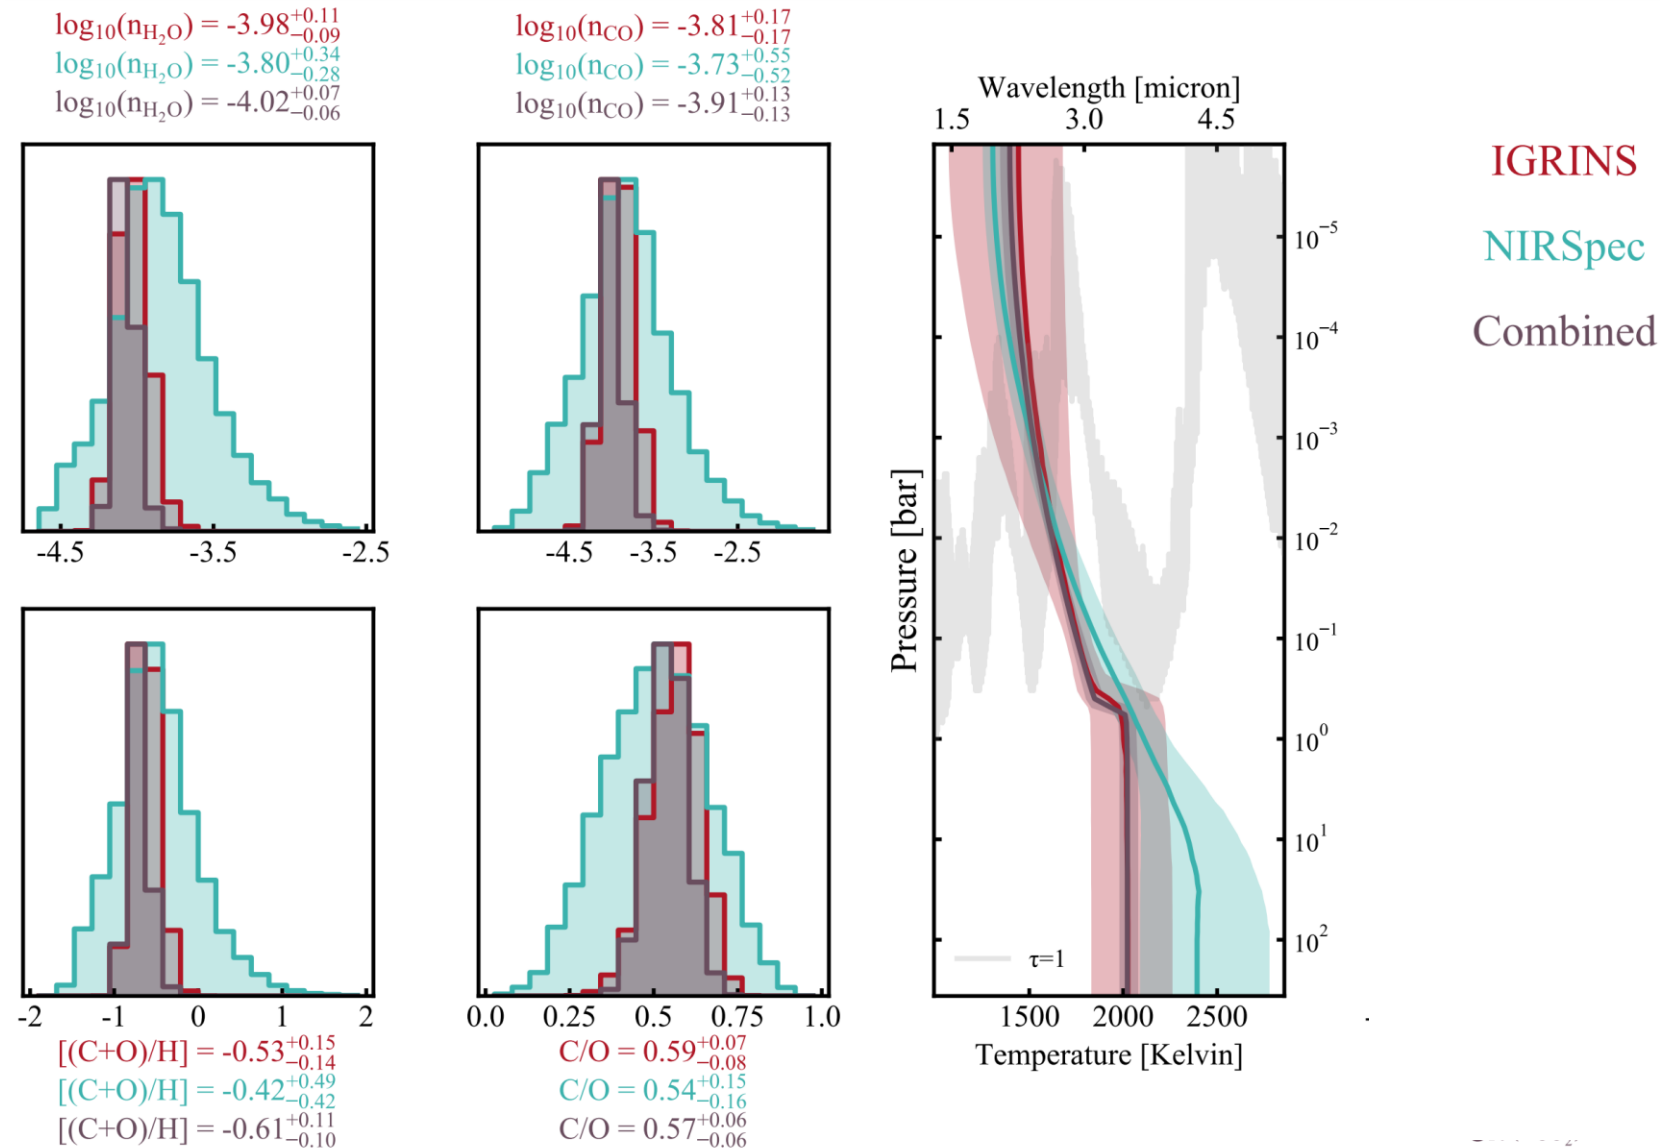 log₁₀(n_H₂O) = -3.98 +0.11 −0.09
log₁₀(n_H₂O) = -3.80 +0.34 −0.28
log₁₀(n_H₂O) = -4.02 +0.07 −0.06
log₁₀(n_CO) = -3.81 +0.17 −0.17
log₁₀(n_CO) = -3.73 +0.55 −0.52
log₁₀(n_CO) = -3.91 +0.13 −0.13
-4.5 -3.5 -2.5
-4.5 -3.5 -2.5
-2 -1 0 1 2
[(C+O)/H] = -0.53 +0.15 −0.14
[(C+O)/H] = -0.42 +0.49 −0.42
[(C+O)/H] = -0.61 +0.11 −0.10
0.0 0.25 0.5 0.75 1.0
C/O = 0.59 +0.07 −0.08
C/O = 0.54 +0.15 −0.16
C/O = 0.57 +0.06 −0.06
Wavelength [micron]
1.5 3.0 4.5
Pressure [bar]
10⁻⁵
10⁻⁴
10⁻³
10⁻²
10⁻¹
10⁰
10¹
10²
τ=1
1500 2000 2500
Temperature [Kelvin]
IGRINS
NIRSpec
Combined